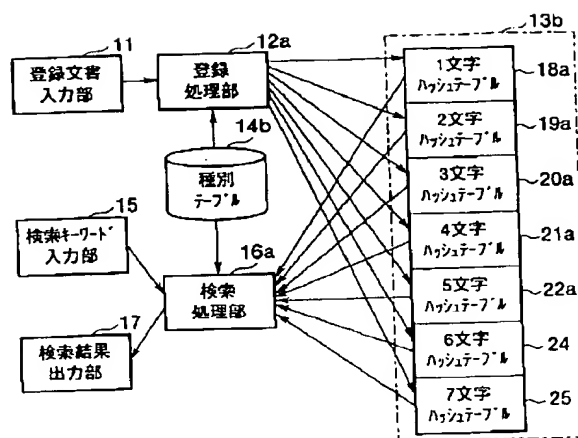 11
登録文書
入力部
12a
登録
処理部
14b
種別
テーブル
15
検索キーワード
入力部
16a
検索
処理部
17
検索結果
出力部
13b
1文字
ハッシュテーブル
18a
2文字
ハッシュテーブル
19a
3文字
ハッシュテーブル
20a
4文字
ハッシュテーブル
21a
5文字
ハッシュテーブル
22a
6文字
ハッシュテーブル
24
7文字
ハッシュテーブル
25